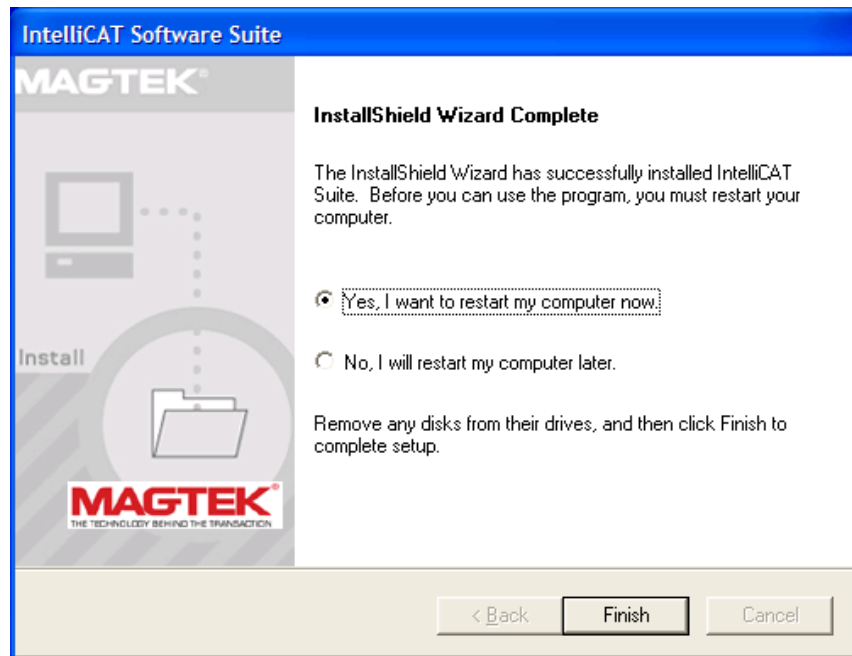 IntelliCAT Software Suite
MAGTEK®
InstallShield Wizard Complete
The InstallShield Wizard has successfully installed IntelliCAT
Suite. Before you can use the program, you must restart your
computer.
Yes, I want to restart my computer now.
No, I will restart my computer later.
Install
Remove any disks from their drives, and then click Finish to
complete setup.
MAGTEK®
THE TECHNOLOGY BEHIND THE TRANSACTION
< Back
Finish
Cancel